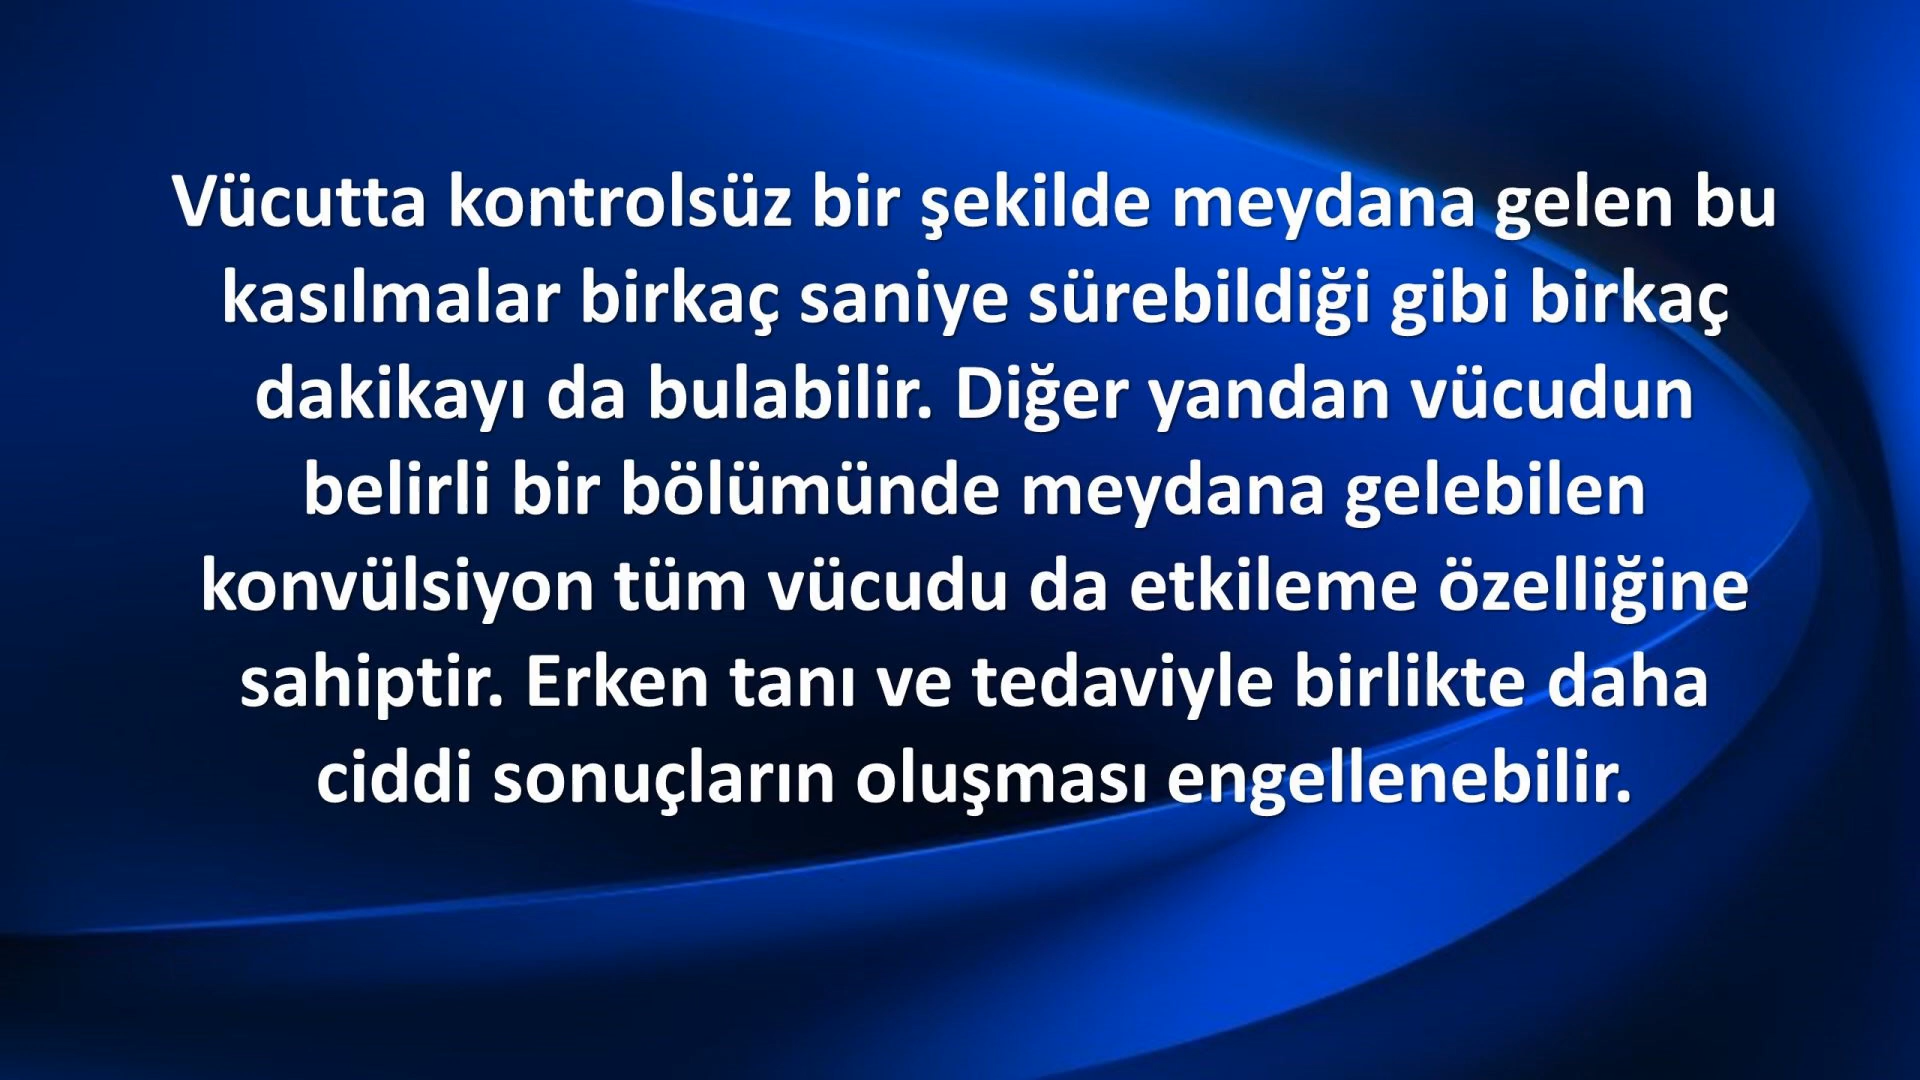 Vücutta kontrolsüz bir şekilde meydana gelen bu
kasılmalar birkaç saniye sürebildiği gibi birkaç
dakikayı da bulabilir. Diğer yandan vücudun
belirli bir bölümünde meydana gelebilen
konvülsiyon tüm vücudu da etkileme özelliğine
sahiptir. Erken tanı ve tedaviyle birlikte daha
ciddi sonuçların oluşması engellenebilir.